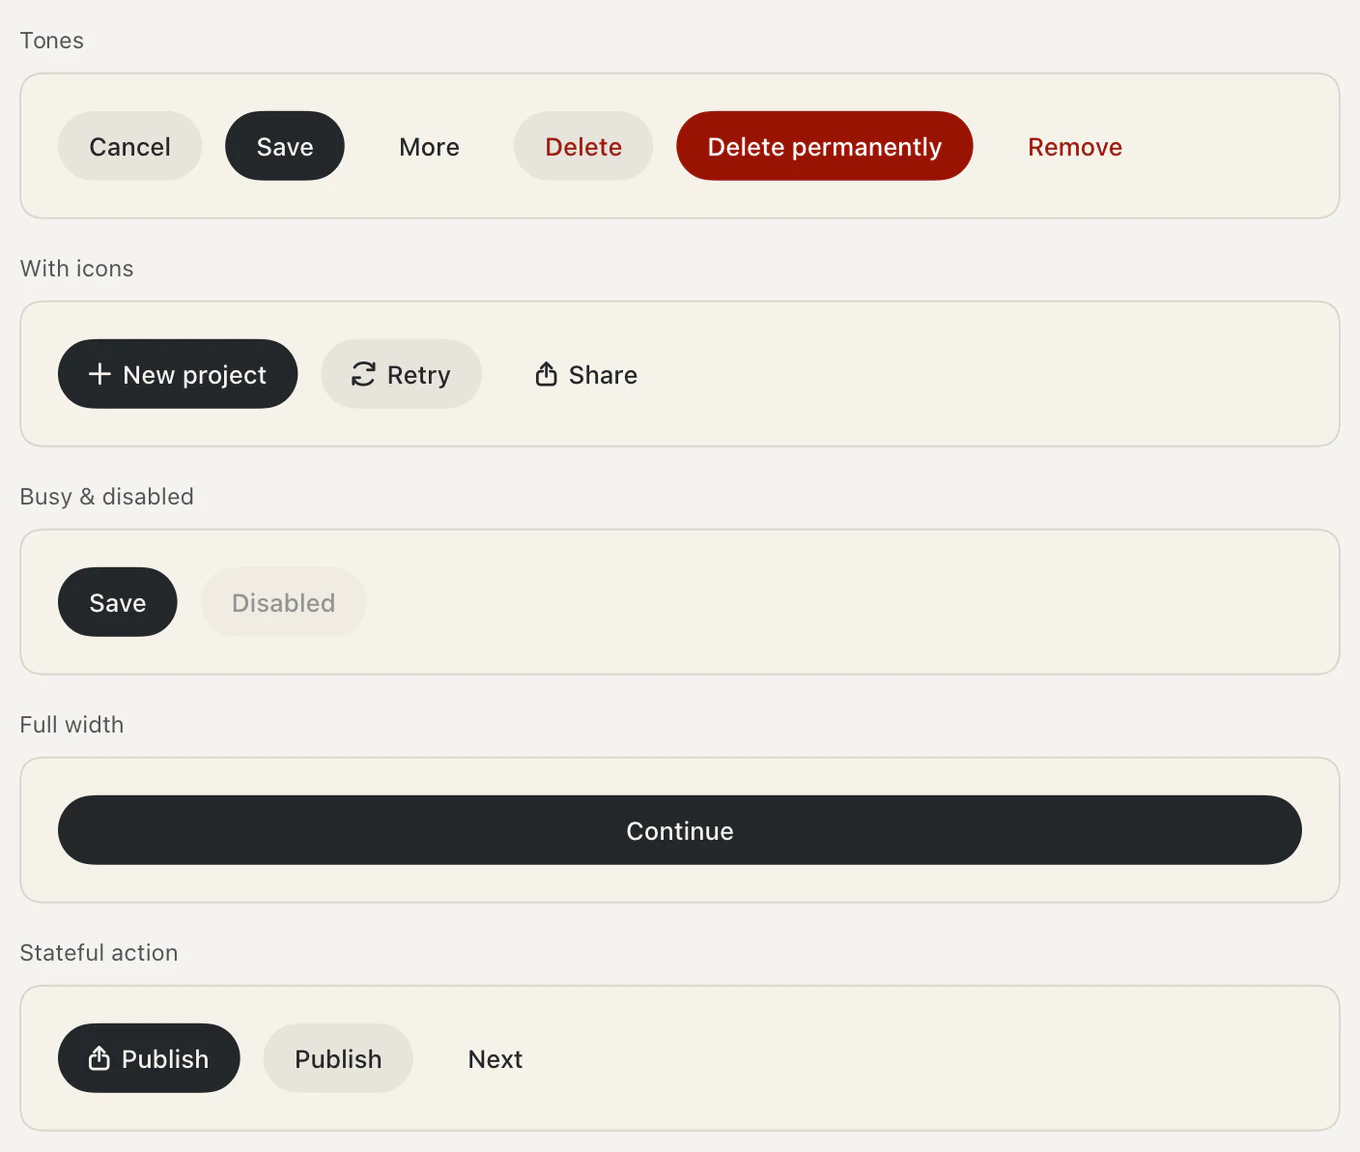 Tones
Cancel Save More Delete Delete permanently Remove
With icons
New project Retry Share
Busy & disabled
Save Disabled
Full width
Continue
Stateful action
Publish Publish Next